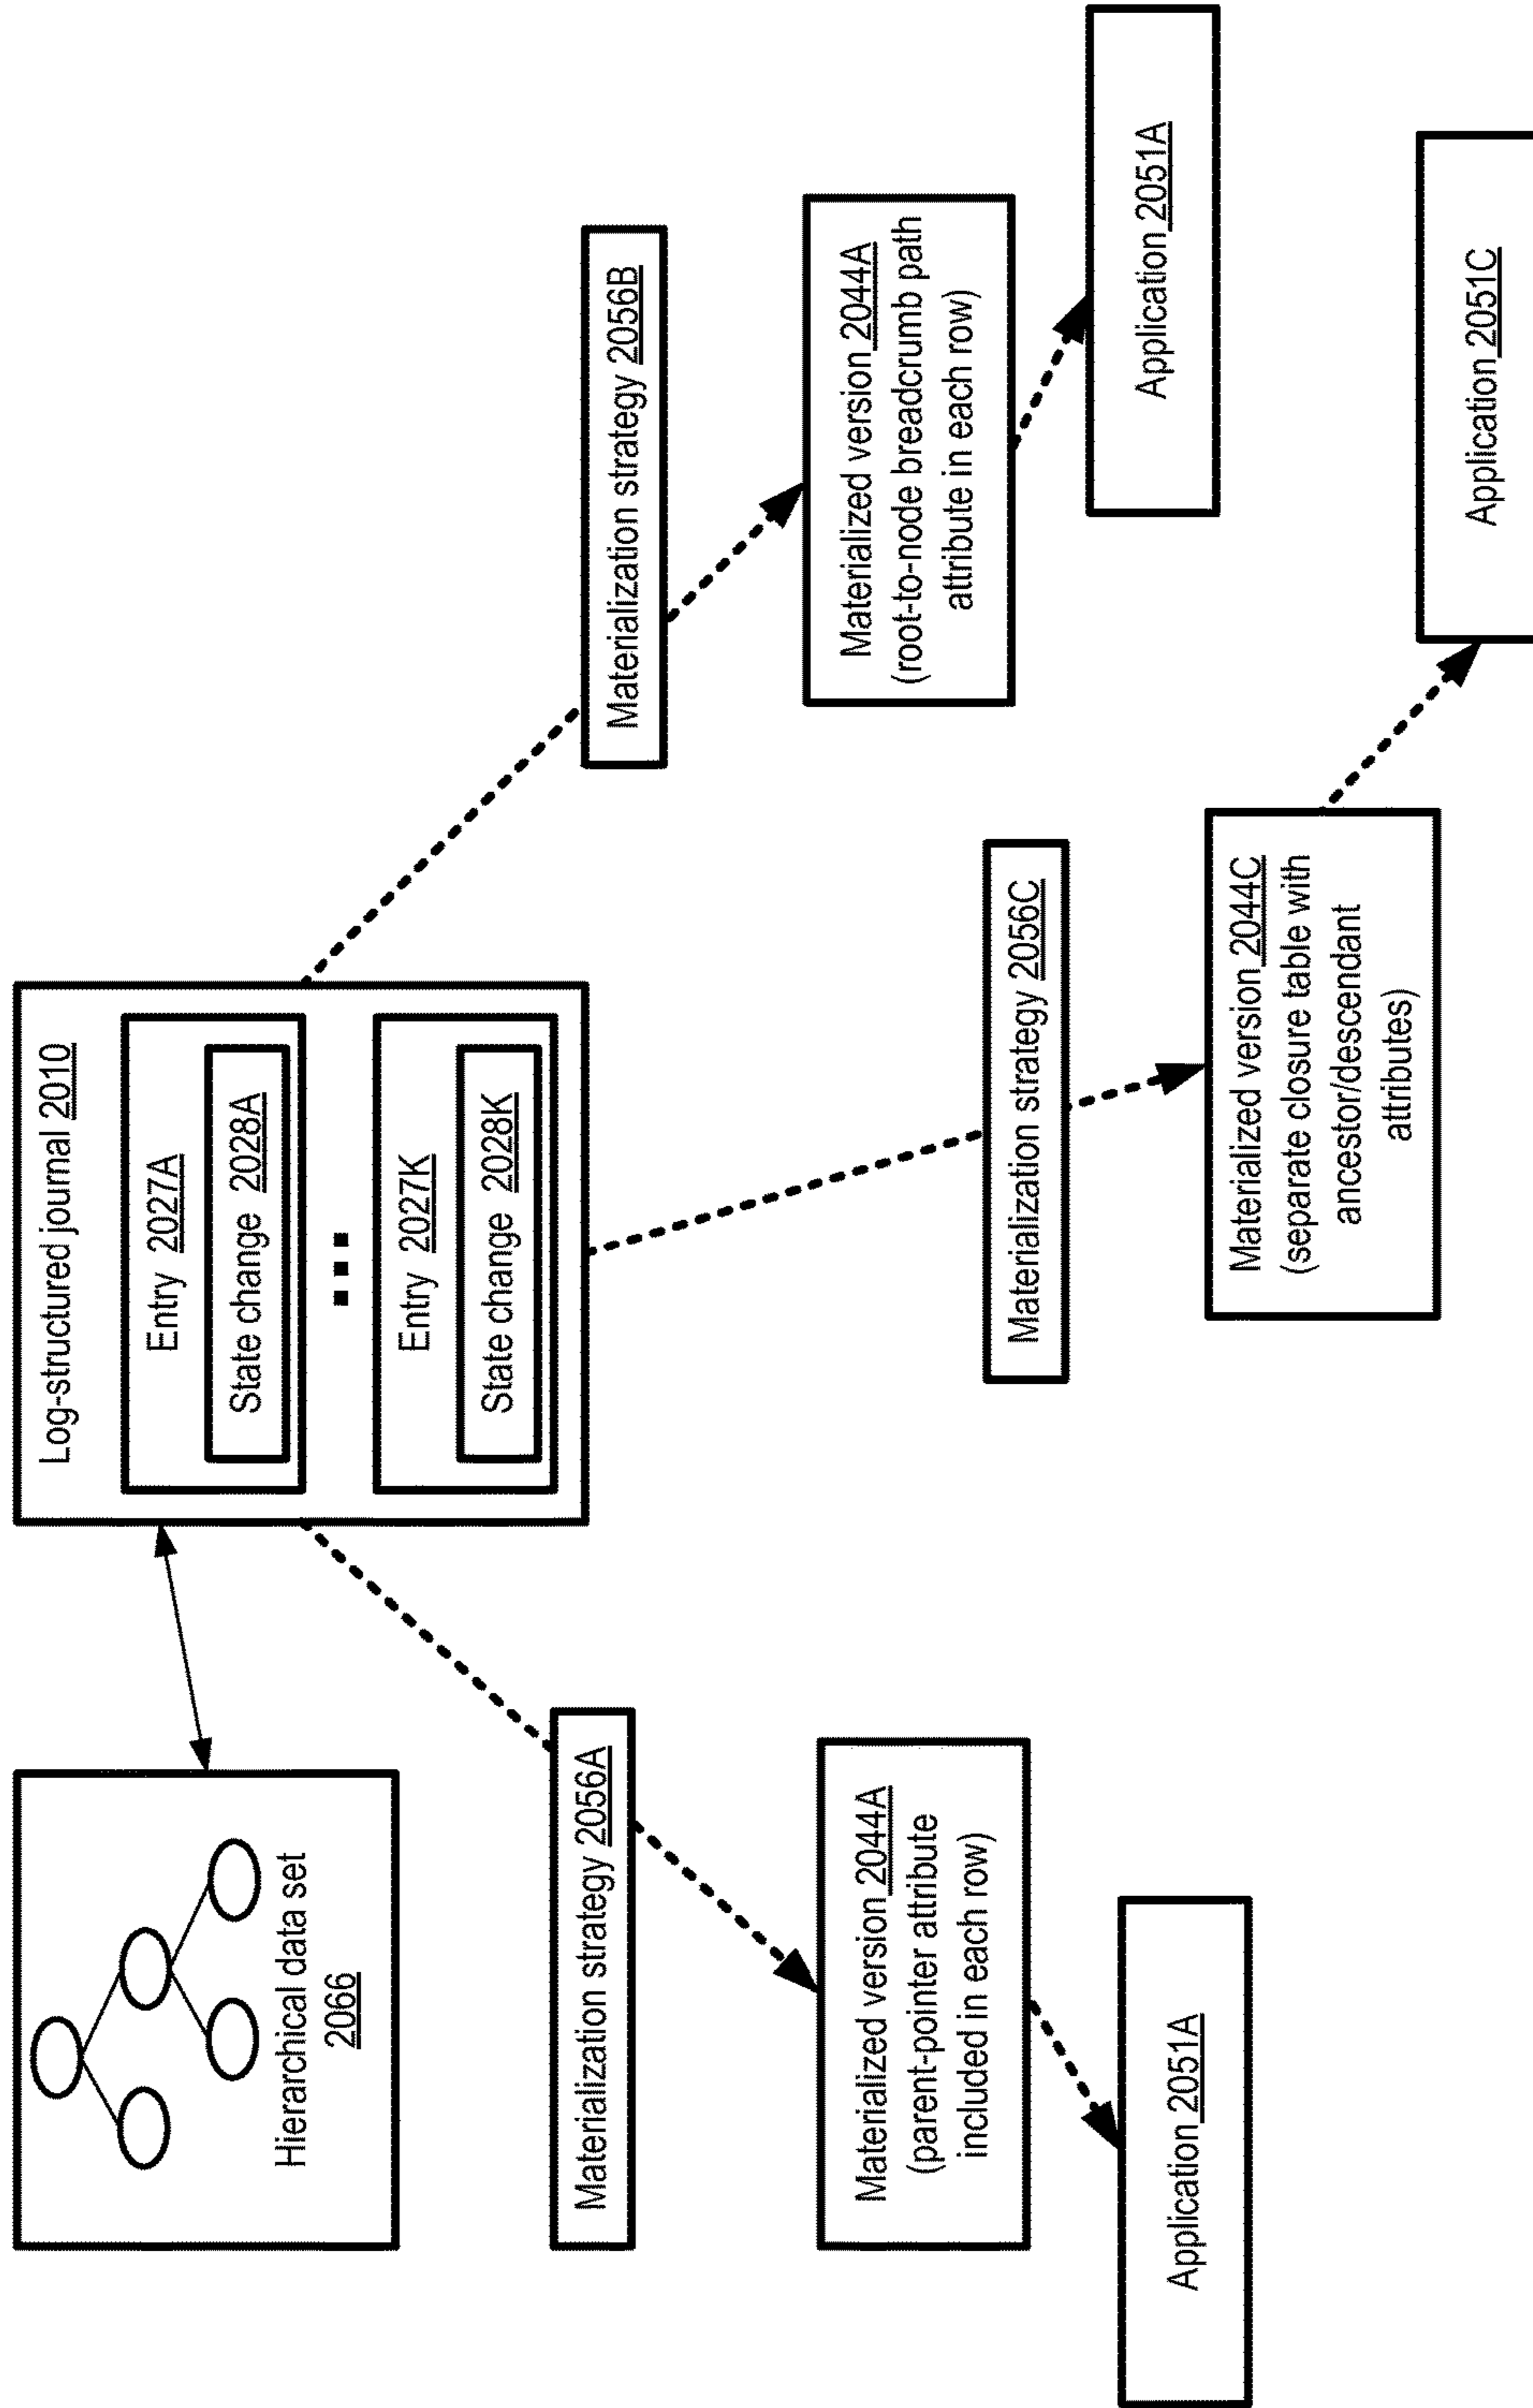 Hierarchical data set
2066
Log-structured journal 2010
Entry 2027A
State change 2028A
Entry 2027K
State change 2028K
Materialization strategy 2056A
Materialization strategy 2056B
Materialized version 2044A
(parent-pointer attribute
included in each row)
Materialized version 2044A
(root-to-node breadcrumb path
attribute in each row)
Materialization strategy 2056C
Application 2051A
Application 2051A
Materialized version 2044C
(separate closure table with
ancestor/descendant
attributes)
Application 2051C